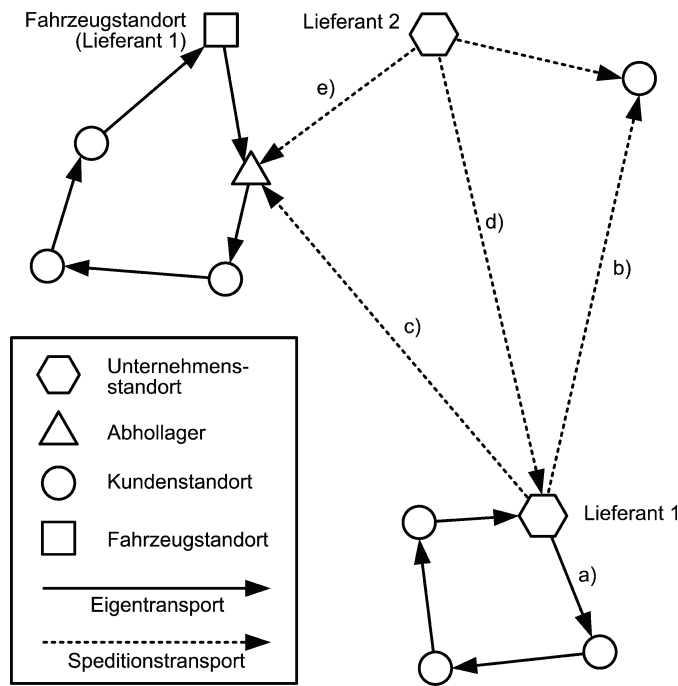 Fahrzeugstandort
(Lieferant 1)
Lieferant 2
e)
d)
b)
c)
Unternehmens-
standort
Abhollager
Kundenstandort
Fahrzeugstandort
Eigentransport
Speditionstransport
Lieferant 1
a)